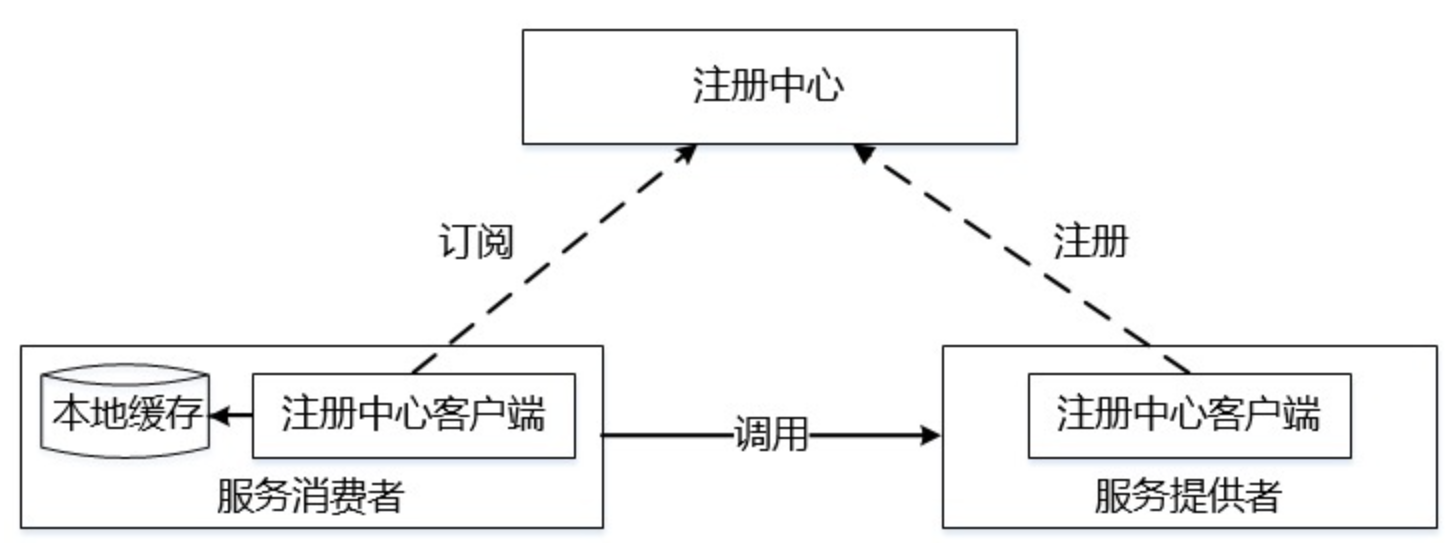 注册中心
订阅
注册
本地缓存
注册中心客户端
调用
注册中心客户端
服务消费者
服务提供者